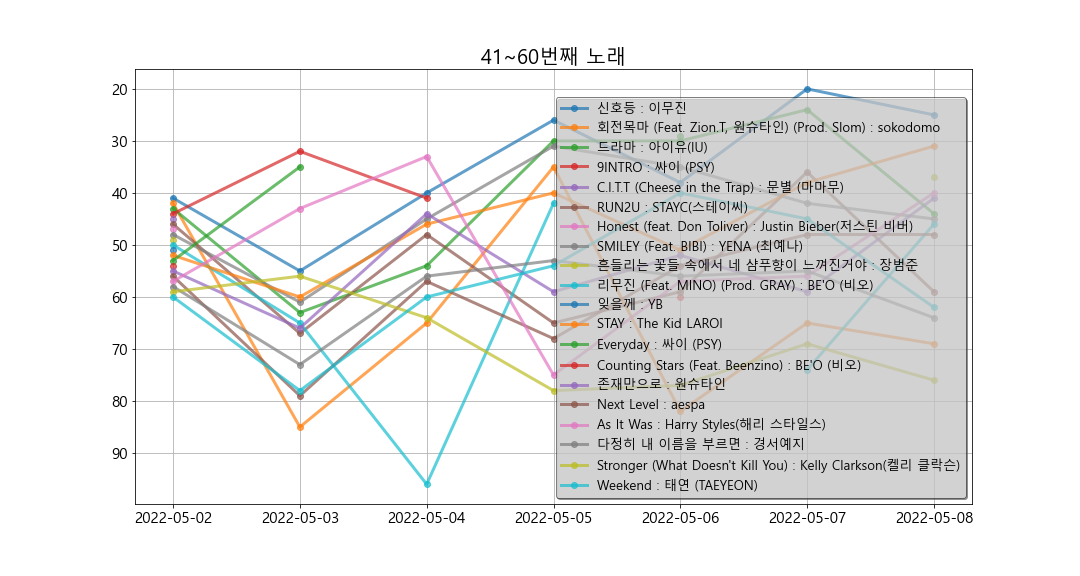 41~60번째 노래
20
30
40
50
60
70
80
90
신호등 : 이무진
회전목마 (Feat. Zion.T, 원슈타인) (Prod. Slom) : sokodomo
드라마 : 아이유(IU)
9INTRO : 싸이 (PSY)
C.I.T.T (Cheese in the Trap) : 문별 (마마무)
RUN2U : STAYC(스테이씨)
Honest (feat. Don Toliver) : Justin Bieber(저스틴 비버)
SMILEY (Feat. BIBI) : YENA (최예나)
흔들리는 꽃들 속에서 네 샴푸향이 느껴진거야 : 장범준
리무진 (Feat. MINO) (Prod. GRAY) : BE'O (비오)
잊을께 : YB
STAY : The Kid LAROI
Everyday : 싸이 (PSY)
Counting Stars (Feat. Beenzino) : BE'O (비오)
존재만으로 : 원슈타인
Next Level : aespa
As It Was : Harry Styles(해리 스타일스)
다정히 내 이름을 부르면 : 경서예지
Stronger (What Doesn't Kill You) : Kelly Clarkson(켈리 클락슨)
Weekend : 태연 (TAEYEON)
2022-05-02 2022-05-03 2022-05-04 2022-05-05 2022-05-06 2022-05-07 2022-05-08